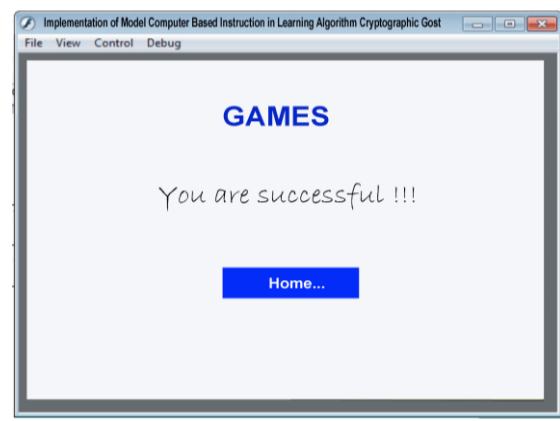 Implementation of Model Computer Based Instruction in Learning Algorithm Cryptographic Gost
File View Control Debug
GAMES
You are successful !!!
Home...